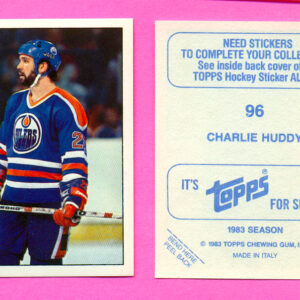 OILERS
2
NEED STICKERS
TO COMPLETE YOUR COLLE
See inside back cover of
TOPPS Hockey Sticker AL
96
CHARLIE HUDDY
IT'S Topps FOR S
1983 SEASON
BEND HERE
PEEL BACK
© 1983 TOPPS CHEWING GUM, I
MADE IN ITALY